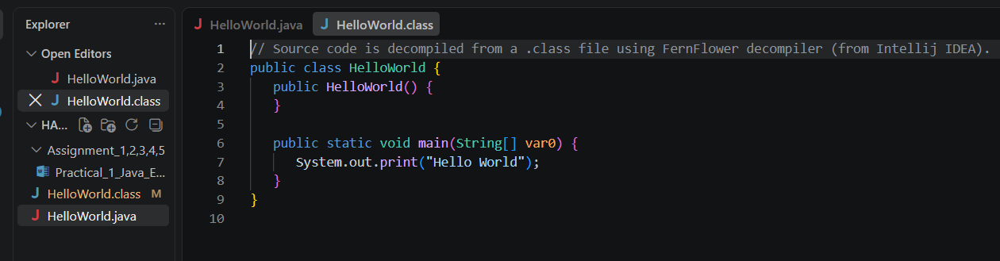 Explorer ...
Open Editors
HelloWorld.java
HelloWorld.class
HA...
Assignment_1,2,3,4,5
Practical_1_Java_E...
HelloWorld.class M
HelloWorld.java
HelloWorld.java HelloWorld.class
1 // Source code is decompiled from a .class file using FernFlower decompiler (from Intellij IDEA).
2 public class HelloWorld {
3 public HelloWorld() {
4 }
5
6 public static void main(String[] var0) {
7 System.out.print("Hello World");
8 }
9 }
10